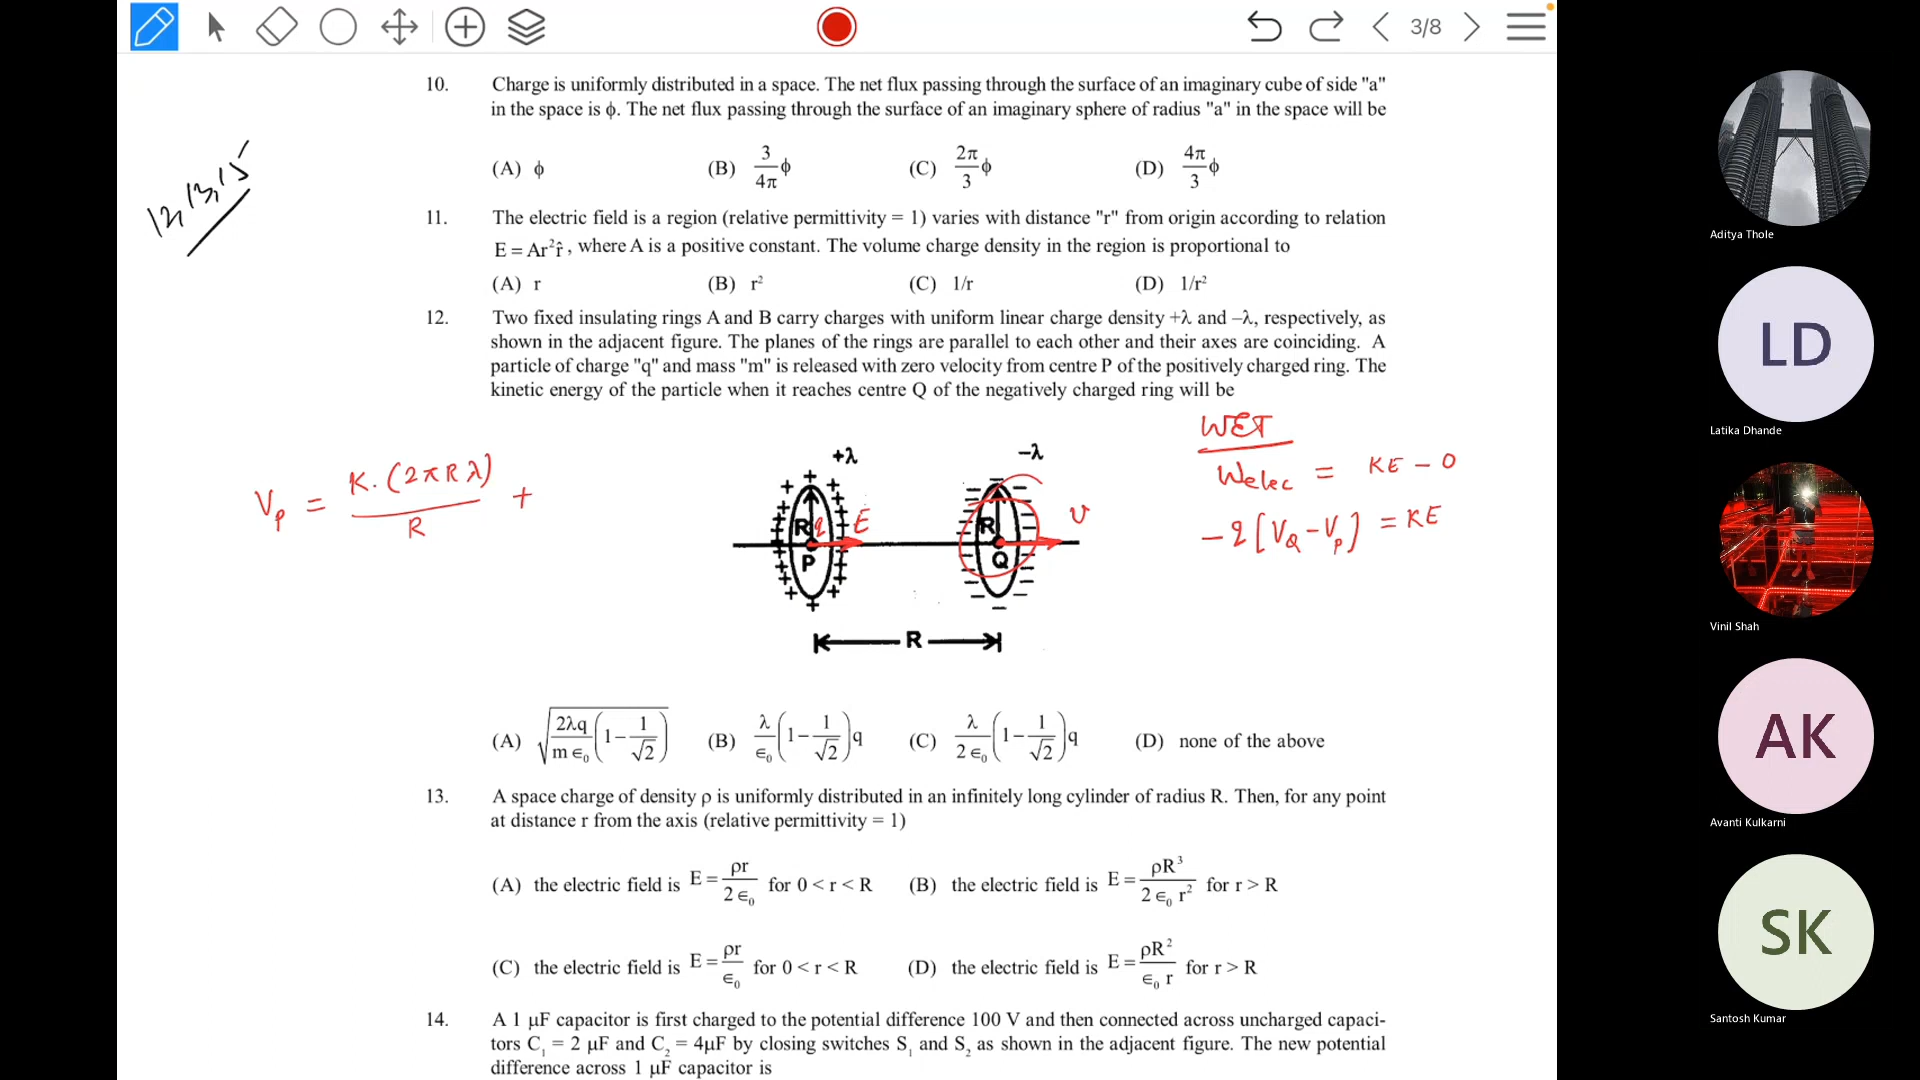 3/8
10. Charge is uniformly distributed in a space. The net flux passing through the surface of an imaginary cube of side "a"
in the space is ϕ. The net flux passing through the surface of an imaginary sphere of radius "a" in the space will be
(A) ϕ (B) 3/4π ϕ (C) 2π/3 ϕ (D) 4π/3 ϕ
12, 13, 15
11. The electric field is a region (relative permittivity = 1) varies with distance "r" from origin according to relation
E = Ar² r̂, where A is a positive constant. The volume charge density in the region is proportional to
(A) r (B) r² (C) 1/r (D) 1/r²
12. Two fixed insulating rings A and B carry charges with uniform linear charge density +λ and –λ, respectively, as
shown in the adjacent figure. The planes of the rings are parallel to each other and their axes are coinciding. A
particle of charge "q" and mass "m" is released with zero velocity from centre P of the positively charged ring. The
kinetic energy of the particle when it reaches centre Q of the negatively charged ring will be
WET
Welec = KE - 0
-q[V_Q - V_P] = KE
V_P = K.(2πRλ)/R +
+λ
–λ
R q E
R
υ
P
Q
R
(A) √(2λq/m∈₀ (1 – 1/√2)) (B) λ/∈₀ (1 – 1/√2) q (C) λ/2∈₀ (1 – 1/√2) q (D) none of the above
13. A space charge of density ρ is uniformly distributed in an infinitely long cylinder of radius R. Then, for any point
at distance r from the axis (relative permittivity = 1)
(A) the electric field is E = ρr/2∈₀ for 0 < r < R (B) the electric field is E = ρR³/2∈₀ r² for r > R
(C) the electric field is E = ρr/∈₀ for 0 < r < R (D) the electric field is E = ρR²/∈₀ r for r > R
14. A 1 μF capacitor is first charged to the potential difference 100 V and then connected across uncharged capaci-
tors C₁ = 2 μF and C₂ = 4μF by closing switches S₁ and S₂ as shown in the adjacent figure. The new potential
difference across 1 μF capacitor is
Aditya Thole
LD
Latika Dhande
Vinil Shah
AK
Avanti Kulkarni
SK
Santosh Kumar